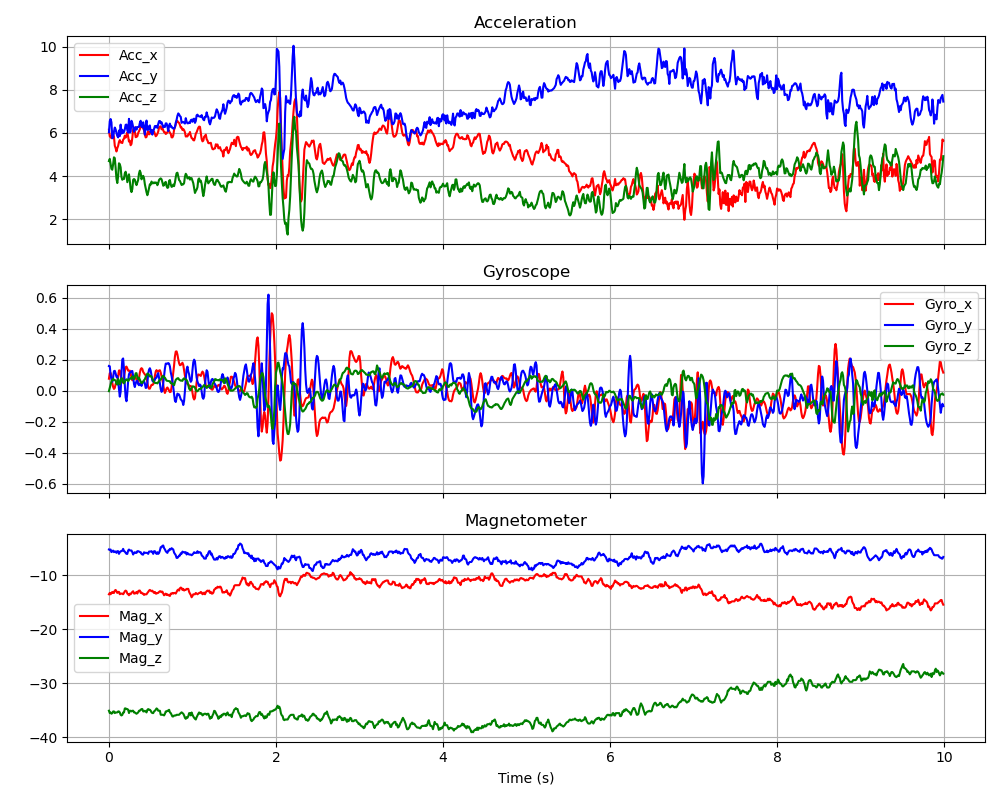 Acceleration
10
8
6
4
2
Acc_x
Acc_y
Acc_z
Gyroscope
0.6
0.4
0.2
0.0
−0.2
−0.4
−0.6
Gyro_x
Gyro_y
Gyro_z
Magnetometer
−10
−20
−30
−40
Mag_x
Mag_y
Mag_z
0 2 4 6 8 10
Time (s)